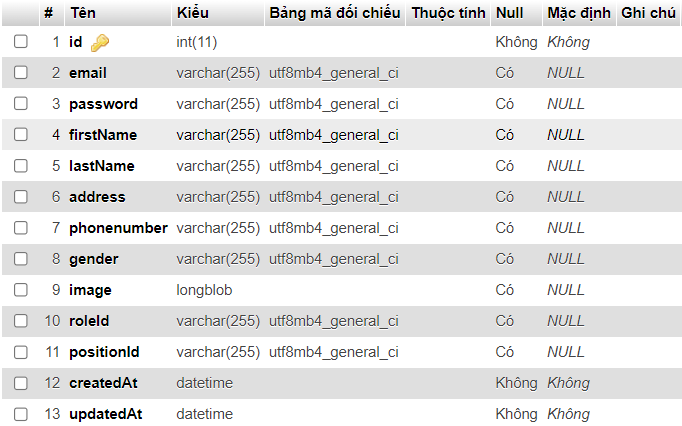 # Tên Kiểu Bảng mã đối chiếu Thuộc tính Null Mặc định Ghi chú
1 id int(11) Không Không
2 email varchar(255) utf8mb4_general_ci Có NULL
3 password varchar(255) utf8mb4_general_ci Có NULL
4 firstName varchar(255) utf8mb4_general_ci Có NULL
5 lastName varchar(255) utf8mb4_general_ci Có NULL
6 address varchar(255) utf8mb4_general_ci Có NULL
7 phonenumber varchar(255) utf8mb4_general_ci Có NULL
8 gender varchar(255) utf8mb4_general_ci Có NULL
9 image longblob Có NULL
10 roleId varchar(255) utf8mb4_general_ci Có NULL
11 positionId varchar(255) utf8mb4_general_ci Có NULL
12 createdAt datetime Không Không
13 updatedAt datetime Không Không